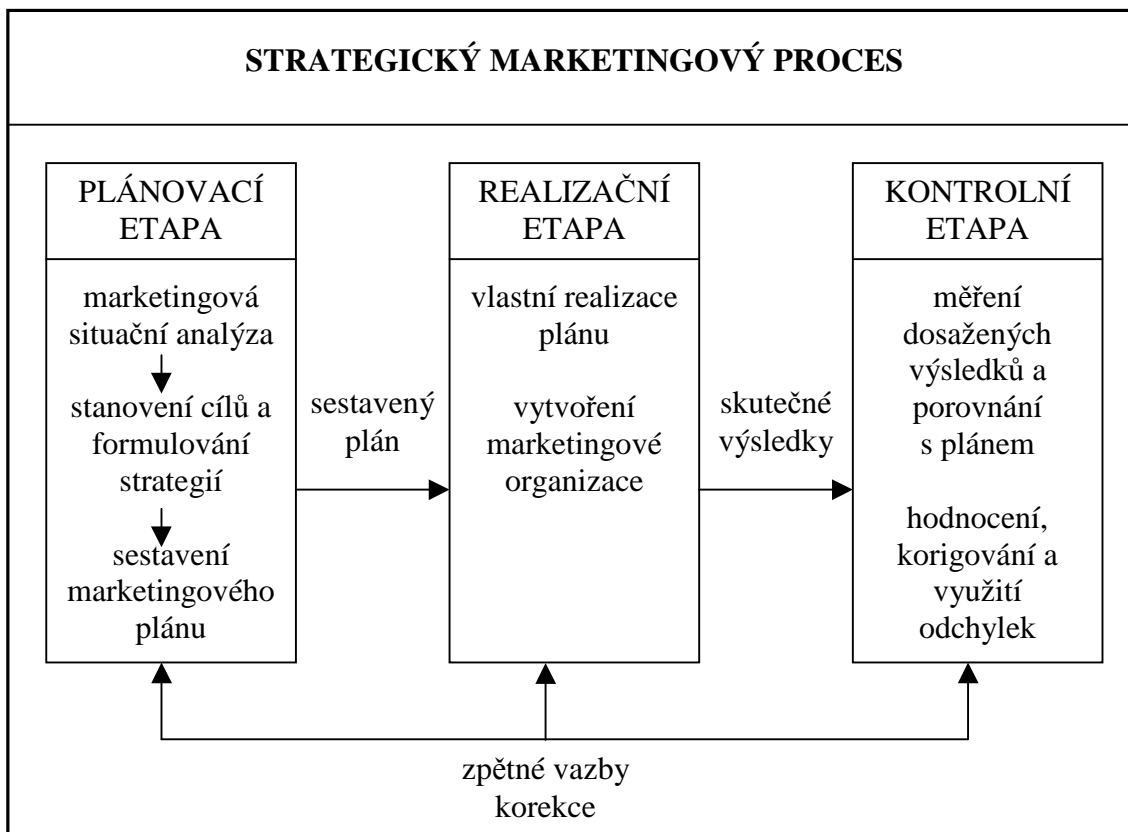 STRATEGICKÝ MARKETINGOVÝ PROCES
PLÁNOVACÍ
ETAPA
marketingová
situační analýza
stanovení cílů a
formulování
strategií
sestavení
marketingového
plánu
sestavený
plán
REALIZAČNÍ
ETAPA
vlastní realizace
plánu
vytvoření
marketingové
organizace
skutečné
výsledky
KONTROLNÍ
ETAPA
měření
dosažených
výsledků a
porovnání
s plánem
hodnocení,
korigování a
využití
odchylek
zpětné vazby
korekce